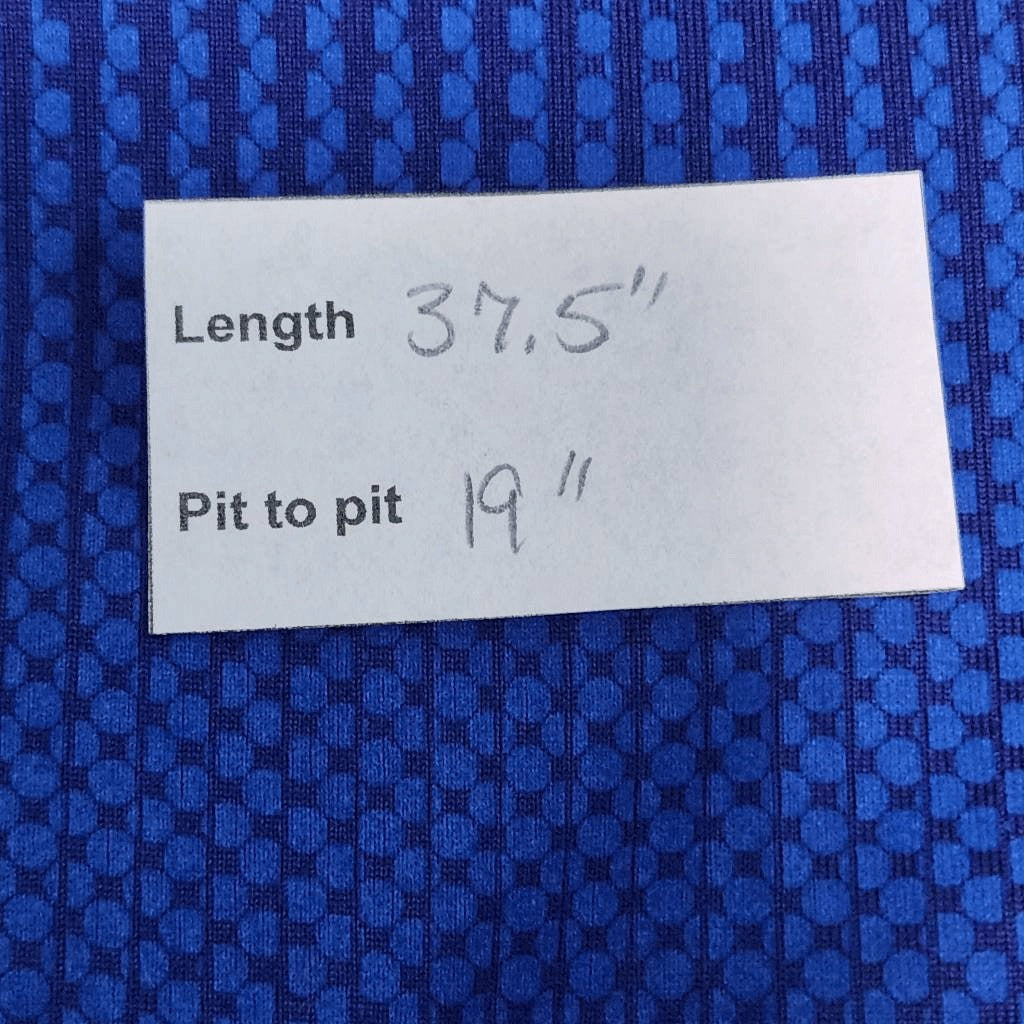 Length 37.5"
Pit to pit 19"